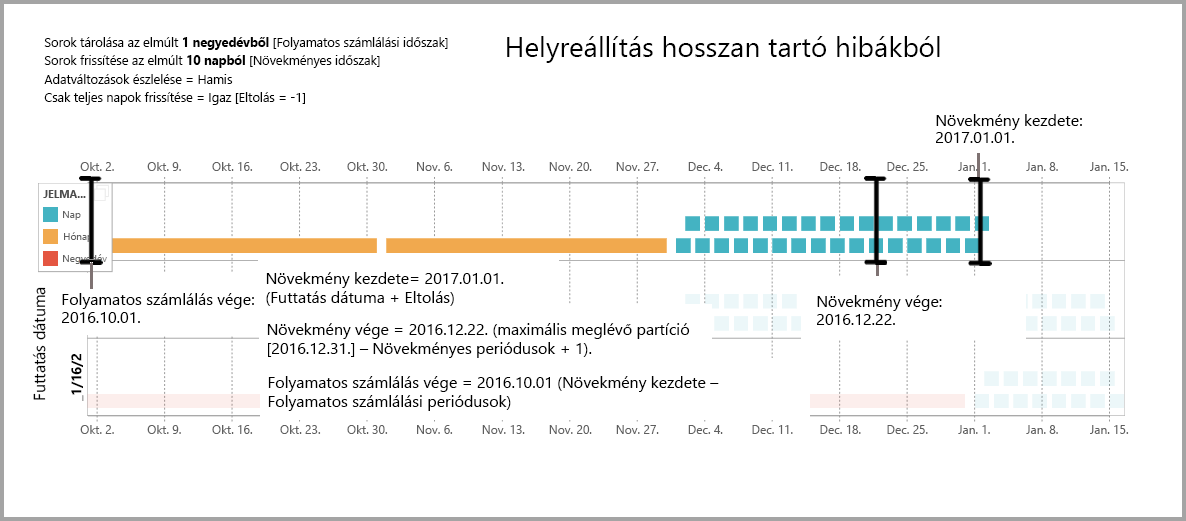 Sorok tárolása az elmúlt 1 negyedévből [Folyamatos számlálási időszak]
Sorok frissítése az elmúlt 10 napból [Növekményes időszak]
Adatváltozások észlelése = Hamis
Csak teljes napok frissítése = Igaz [Eltolás = -1]
Helyreállítás hosszan tartó hibákból
Növekmény kezdete:
2017.01.01.
Okt. 2. Okt. 9. Okt. 16. Okt. 23. Okt. 30. Nov. 6. Nov. 13. Nov. 20. Nov. 27. Dec. 4. Dec. 11. Dec. 18. Dec. 25. Jan. 1. Jan. 8. Jan. 15.
JELMA...
Nap
Hónap
Negyedév
Folyamatos számlálás vége:
2016.10.01.
Növekmény kezdete= 2017.01.01.
(Futtatás dátuma + Eltolás)
Növekmény vége = 2016.12.22. (maximális meglévő partíció
[2016.12.31.] – Növekményes periódusok + 1).
Folyamatos számlálás vége = 2016.10.01 (Növekmény kezdete –
Folyamatos számlálási periódusok)
Növekmény vége:
2016.12.22.
Futtatás dátuma
1/16/2
Okt. 2. Okt. 9. Okt. 16. Okt. 23. Okt. 30. Nov. 6. Nov. 13. Nov. 20. Nov. 27. Dec. 4. Dec. 11. Dec. 18. Dec. 25. Jan. 1. Jan. 8. Jan. 15.